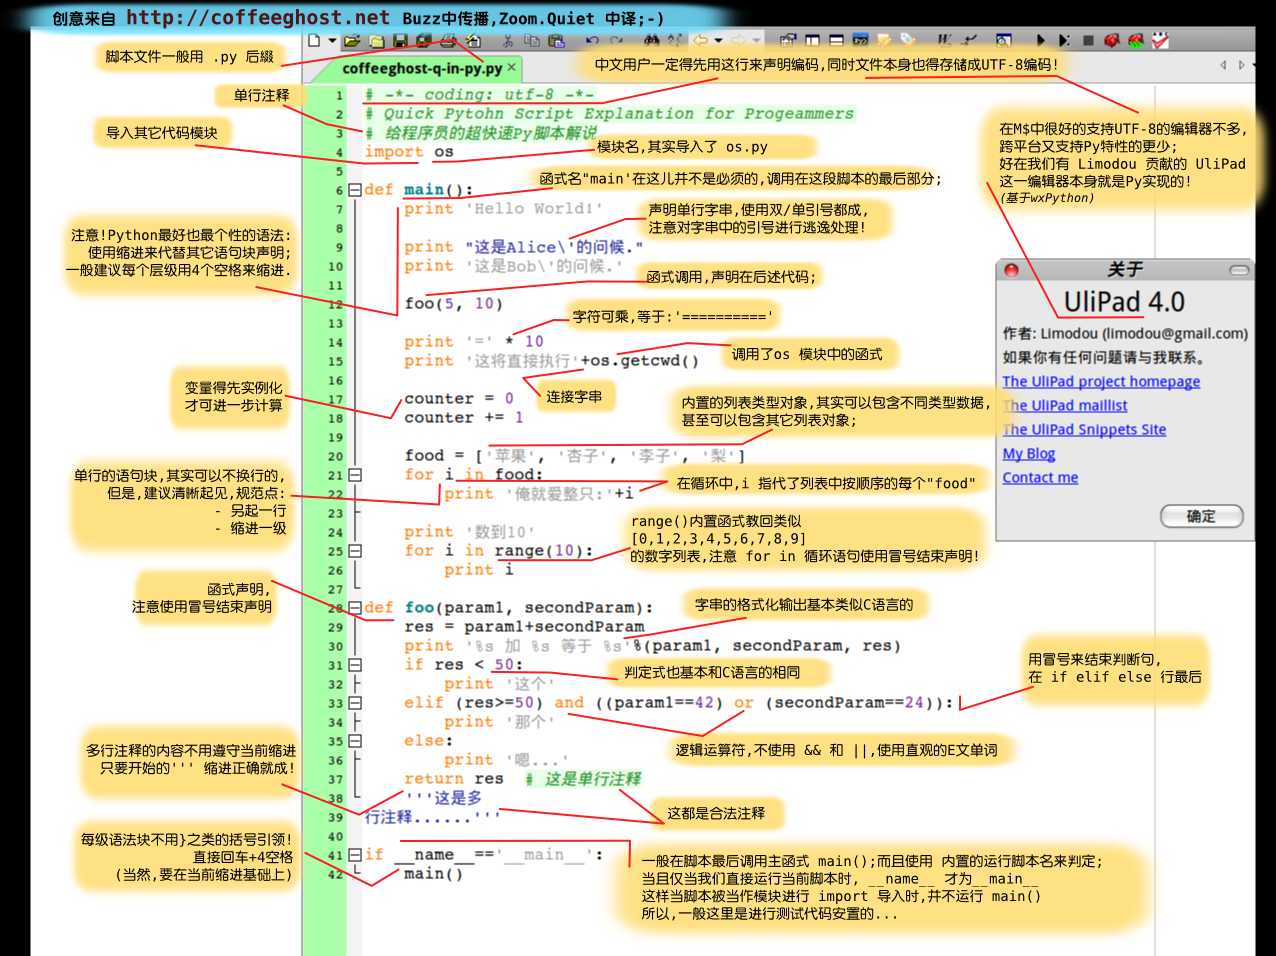 创意来自 http://coffeeghost.net Buzz中传播,Zoom.Quiet 中译;-)
脚本文件一般用 .py 后缀
coffeeghost-q-in-py.py
中文用户一定得先用这行来声明编码,同时文件本身也得存储成UTF-8编码!
单行注释
导入其它代码模块
1 # -*- coding: utf-8 -*-
2 # Quick Pytohn Script Explanation for Progeammers
3 # 给程序员的超快速Py脚本解说
4 import os
模块名,其实导入了 os.py
在M$中很好的支持UTF-8的编辑器不多,
跨平台又支持Py特性的更少;
好在我们有 Limodou 贡献的 UliPad
这一编辑器本身就是Py实现的!
(基于wxPython)
5
函式名"main'在这儿并不是必须的,调用在这段脚本的最后部分;
6 def main():
7 print 'Hello World!'
声明单行字串,使用双/单引号都成,
注意对字串中的引号进行逃逸处理!
8
注意!Python最好也最个性的语法:
使用缩进来代替其它语句块声明;
一般建议每个层级用4个空格来缩进.
9 print "这是Alice\'的问候."
10 print '这是Bob\'的问候.'
函式调用,声明在后述代码;
11
12 foo(5, 10)
字符可乘,等于:'=========='
13
14 print '=' * 10
15 print '这将直接执行'+os.getcwd()
调用了os 模块中的函式
16
连接字串
变量得先实例化
才可进一步计算
17 counter = 0
18 counter += 1
内置的列表类型对象,其实可以包含不同类型数据,
甚至可以包含其它列表对象;
19
20 food = ['苹果', '杏子', '李子', '梨']
21 for i in food:
22 print '俺就爱整只:'+i
在循环中,i 指代了列表中按顺序的每个"food"
单行的语句块,其实可以不换行的,
但是,建议清晰起见,规范点:
- 另起一行
- 缩进一级
23
24 print '数到10'
25 for i in range(10):
26 print i
range()内置函式教回类似
[0,1,2,3,4,5,6,7,8,9]
的数字列表,注意 for in 循环语句使用冒号结束声明!
27
函式声明,
注意使用冒号结束声明
28 def foo(param1, secondParam):
29 res = param1+secondParam
30 print '%s 加 %s 等于 %s'%(param1, secondParam, res)
字串的格式化输出基本类似C语言的
31 if res < 50:
32 print '这个'
判定式也基本和C语言的相同
33 elif (res>=50) and ((param1==42) or (secondParam==24)):
34 print '那个'
用冒号来结束判断句,
在 if elif else 行最后
35 else:
36 print '嗯...'
逻辑运算符,不使用 && 和 ||,使用直观的E文单词
37 return res # 这是单行注释
38 '''这是多
39 行注释......'''
多行注释的内容不用遵守当前缩进
只要开始的''' 缩进正确就成!
这都是合法注释
40
41 if __name__=='__main__':
42 main()
每级语法块不用}之类的括号引领!
直接回车+4空格
(当然,要在当前缩进基础上)
一般在脚本最后调用主函式 main();而且使用 内置的运行脚本名来判定;
当且仅当我们直接运行当前脚本时, __name__ 才为__main__
这样当脚本被当作模块进行 import 导入时,并不运行 main()
所以,一般这里是进行测试代码安置的...
关于
UliPad 4.0
作者: Limodou (limodou@gmail.com)
如果你有任何问题请与我联系。
The UliPad project homepage
The UliPad maillist
The UliPad Snippets Site
My Blog
Contact me
确定